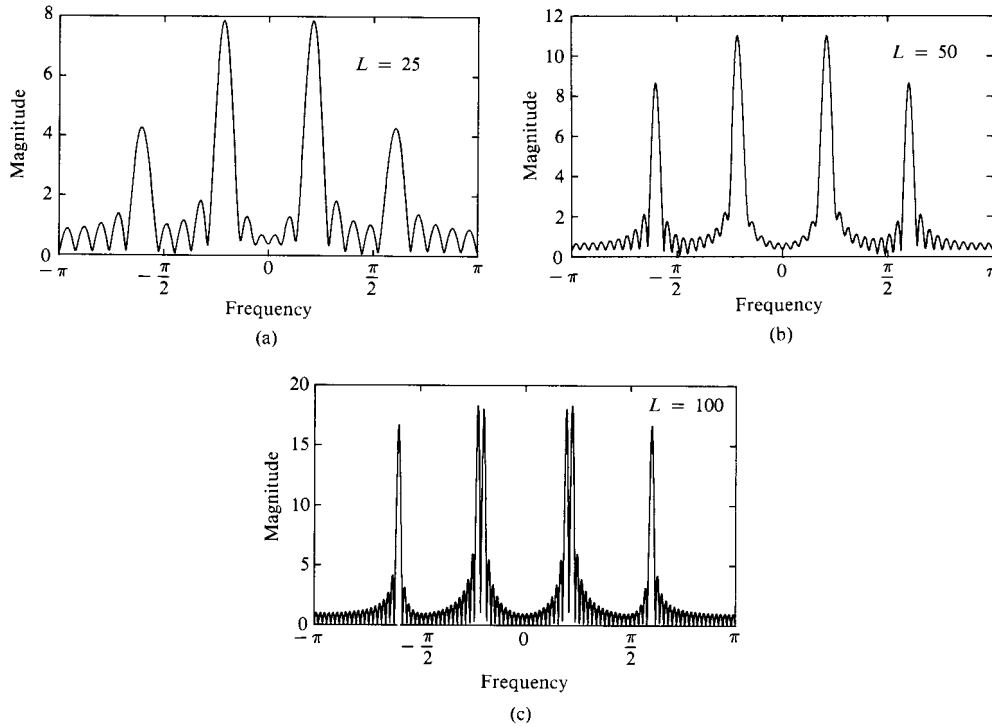 8
6
4
2
0
Magnitude
L = 25
−π
−π/2
0
π/2
π
Frequency
(a)
12
10
8
6
4
2
0
Magnitude
L = 50
−π
−π/2
0
π/2
π
Frequency
(b)
20
15
10
5
0
Magnitude
L = 100
−π
−π/2
0
π/2
π
Frequency
(c)